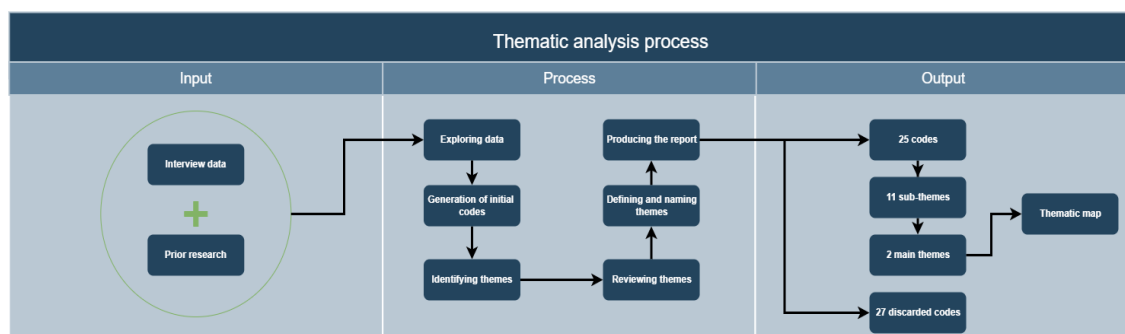 Thematic analysis process
Input
Process
Output
Interview data
+
Prior research
Exploring data
Generation of initial
codes
Identifying themes
Reviewing themes
Defining and naming
themes
Producing the report
25 codes
11 sub-themes
2 main themes
Thematic map
27 discarded codes